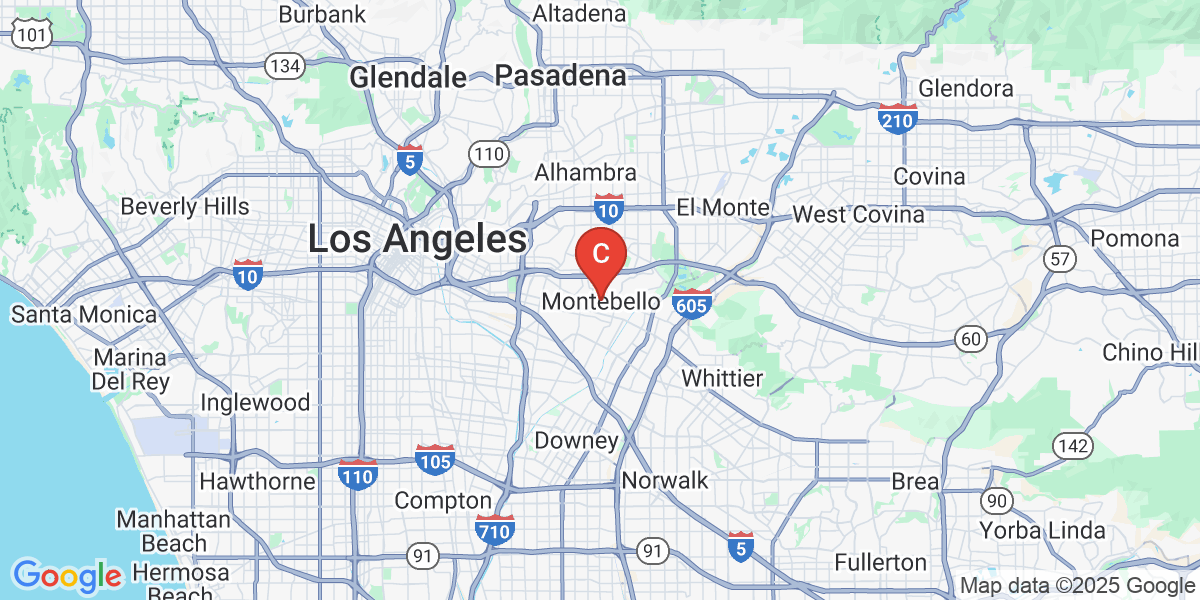 Burbank
Altadena
101
134
Glendale
Pasadena
Glendora
210
110
5
Alhambra
Covina
Beverly Hills
10
El Monte
West Covina
Los Angeles
Pomona
C
57
10
Montebello
605
Santa Monica
60
Marina
Del Rey
Chino Hil
Whittier
Inglewood
Downey
142
105
110
Hawthorne
Norwalk
Brea
Compton
90
Manhattan
Beach
710
Yorba Linda
91
91
5
Fullerton
Google
Hermosa
Beach
Map data ©2025 Google